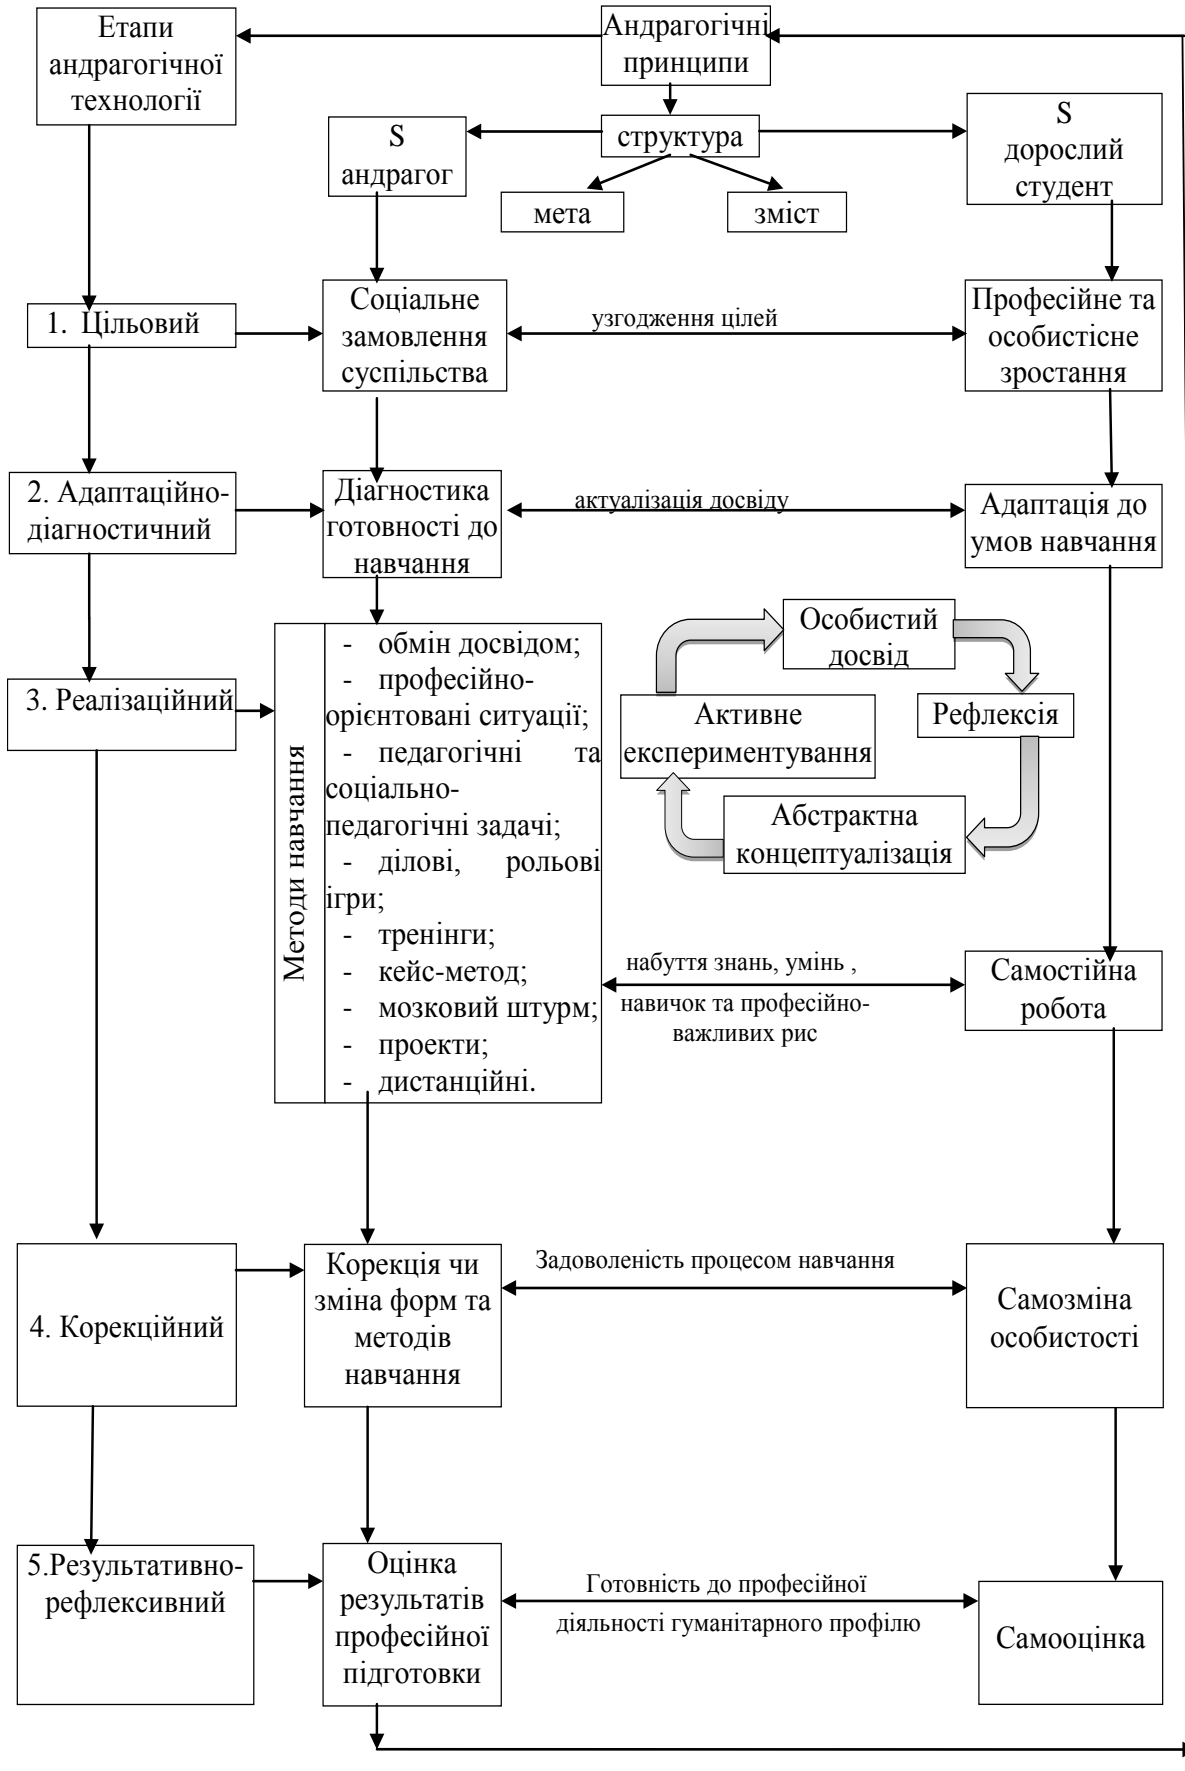 Етапи
андрагогічної
технології
Андрагогічні
принципи
S
андрагог
структура
S
дорослий
студент
мета
зміст
1. Цільовий
Соціальне
замовлення
суспільства
узгодження цілей
Професійне та
особистісне
зростання
2. Адаптаційно-
діагностичний
Діагностика
готовності до
навчання
актуалізація досвіду
Адаптація до
умов навчання
3. Реалізаційний
Методи навчання
- обмін досвідом;
- професійно-
орієнтовані ситуації;
- педагогічні та
соціально-
педагогічні задачі;
- ділові, рольові
ігри;
- тренінги;
- кейс-метод;
- мозковий штурм;
- проекти;
- дистанційні.
Особистий
досвід
Рефлексія
Активне
експериментування
Абстрактна
концептуалізація
набуття знань, умінь ,
навичок та професійно-
важливих рис
Самостійна
робота
4. Корекційний
Корекція чи
зміна форм та
методів
навчання
Задоволеність процесом навчання
Самозміна
особистості
5.Результативно-
рефлексивний
Оцінка
результатів
професійної
підготовки
Готовність до професійної
діяльності гуманітарного профілю
Самооцінка